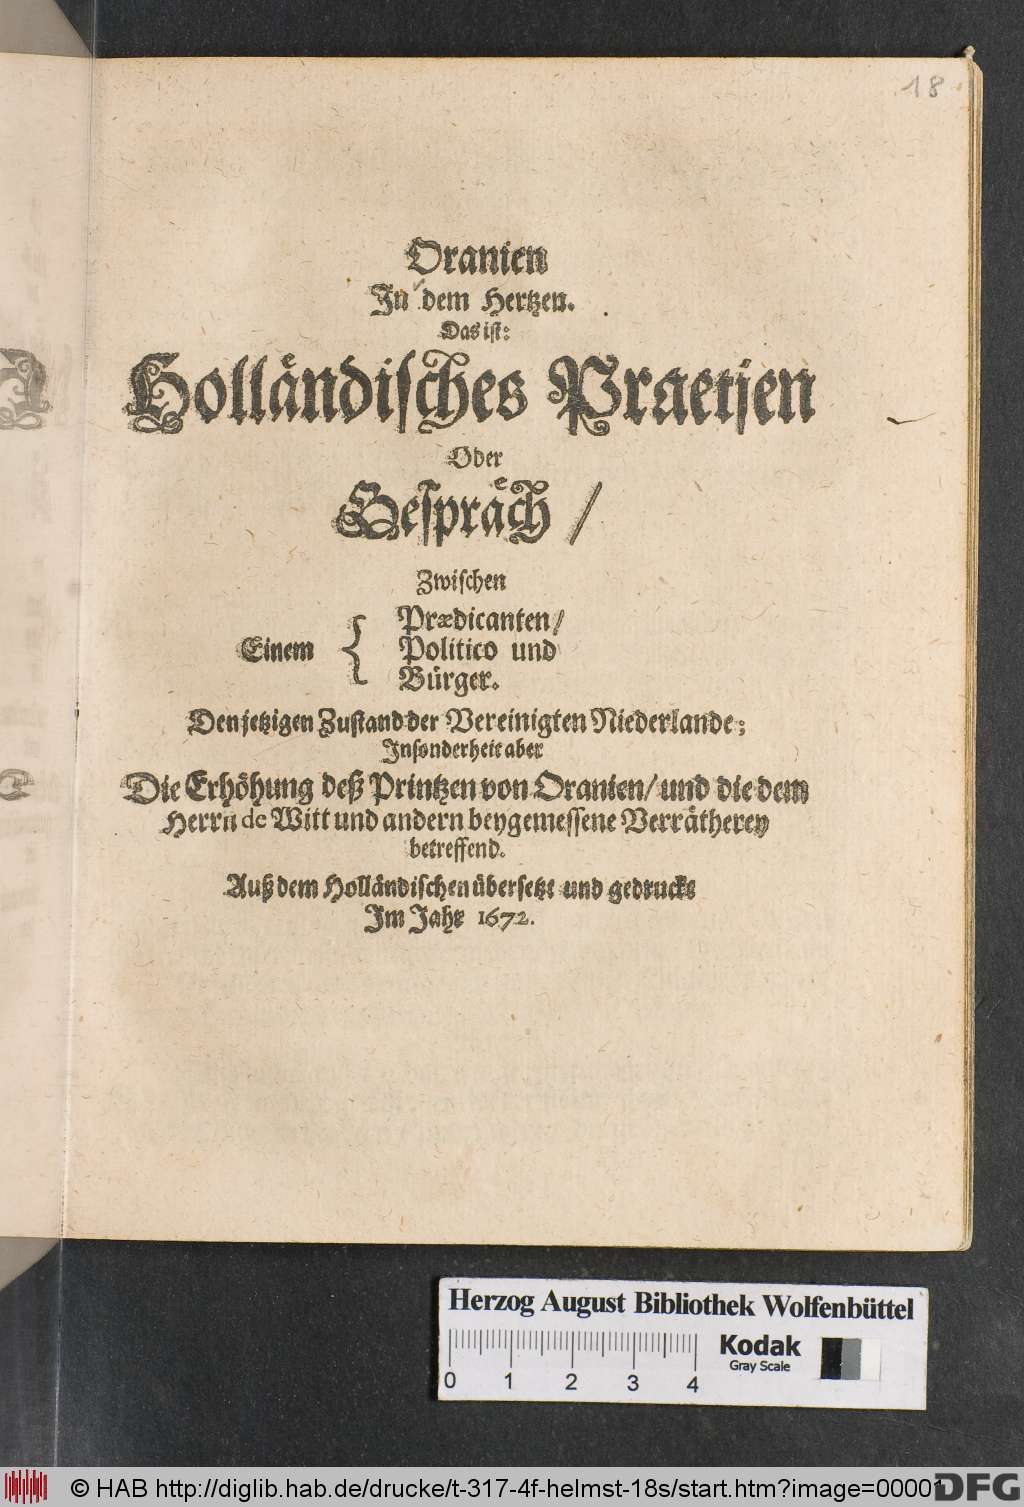 18
Oranien
In dem Hertzen.
Das ist:
Holländisches Praetjen
Oder
Gespräch /
Zwischen
Einem { Prædicanten/
Politico und
Bürger.
Den jetzigen Zustand der Vereinigten Niederlande;
Insonderheit aber
Die Erhöhung deß Printzen von Oranien/ und die dem
Herrn de Witt und andern beygemessene Verrätherey
betreffend.
Auß dem Holländischen übersetzt und gedruckt
Im Jahr 1672.
Herzog August Bibliothek Wolfenbüttel
Kodak
Gray Scale
0 1 2 3 4
© HAB http://diglib.hab.de/drucke/t-317-4f-helmst-18s/start.htm?image=00001
DFG